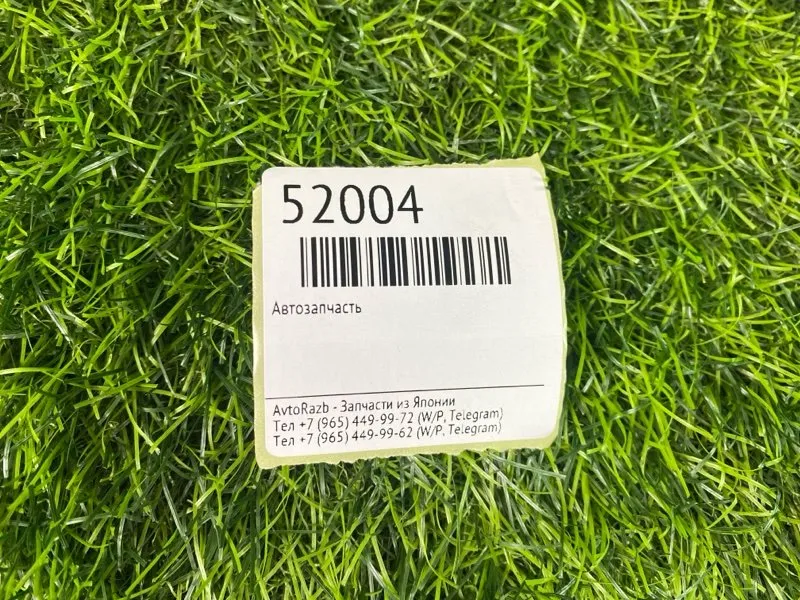 52004
Автозапчасть
AvtoRazb - Запчасти из Японии
Тел +7 (965) 449-99-72 (W/P, Telegram)
Тел +7 (965) 449-99-62 (W/P, Telegram)